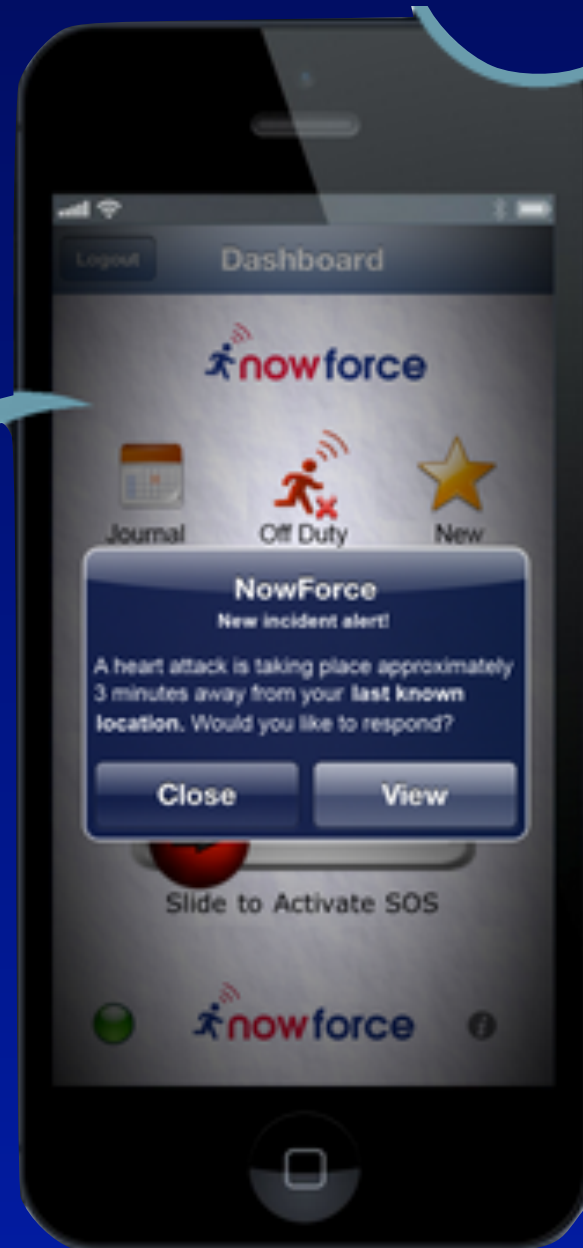 Logout
Dashboard
nowforce
Journal
Off Duty
New
NowForce
New incident alert!
A heart attack is taking place approximately
3 minutes away from your last known
location. Would you like to respond?
Close
View
Slide to Activate SOS
nowforce